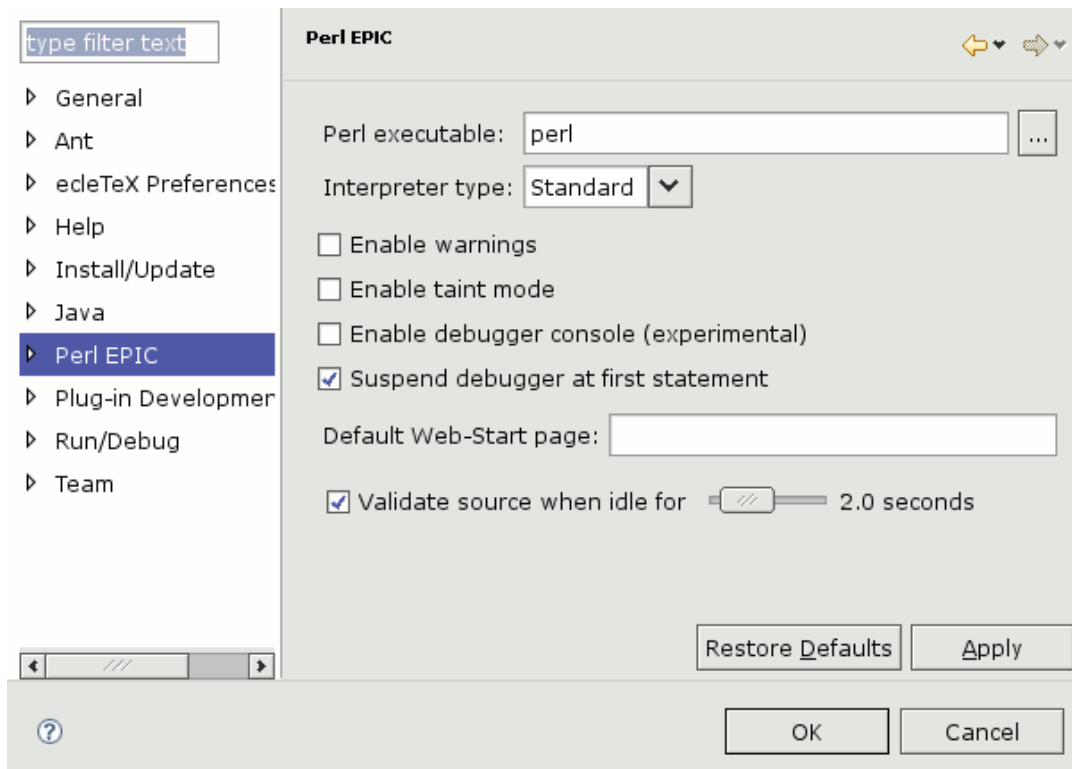 type filter text
General
Ant
ecleTeX Preferences
Help
Install/Update
Java
Perl EPIC
Plug-in Developmen
Run/Debug
Team
Perl EPIC
Perl executable: perl ...
Interpreter type: Standard
Enable warnings
Enable taint mode
Enable debugger console (experimental)
Suspend debugger at first statement
Default Web-Start page:
Validate source when idle for 2.0 seconds
Restore Defaults Apply
OK Cancel